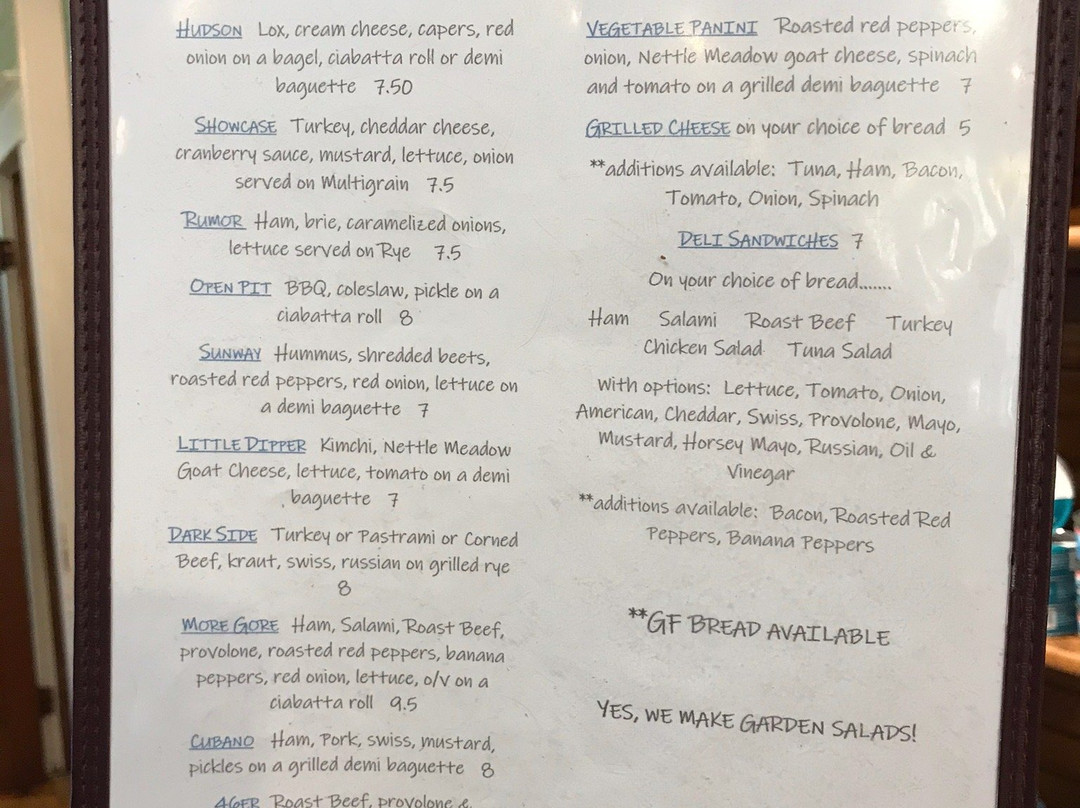 HUDSON Lox, cream cheese, capers, red
onion on a bagel, ciabatta roll or demi
baguette 7.50
SHOWCASE Turkey, cheddar cheese,
cranberry sauce, mustard, lettuce, onion
served on Multigrain 7.5
RUMOR Ham, brie, caramelized onions,
lettuce served on Rye 7.5
OPEN PIT BBQ, coleslaw, pickle on a
ciabatta roll 8
SUNWAY Hummus, shredded beets,
roasted red peppers, red onion, lettuce on
a demi baguette 7
LITTLE DIPPER Kimchi, Nettle Meadow
Goat Cheese, lettuce, tomato on a demi
baguette 7
DARK SIDE Turkey or Pastrami or Corned
Beef, kraut, swiss, russian on grilled rye
8
MORE GORE Ham, Salami, Roast Beef,
provolone, roasted red peppers, banana
peppers, red onion, lettuce, o/v on a
ciabatta roll 9.5
CUBANO Ham, Pork, swiss, mustard,
pickles on a grilled demi baguette 8
46ER Roast Beef, provolone &
VEGETABLE PANINI Roasted red peppers,
onion, Nettle Meadow goat cheese, spinach
and tomato on a grilled demi baguette 7
GRILLED CHEESE on your choice of bread 5
**additions available: Tuna, Ham, Bacon,
Tomato, Onion, Spinach
DELI SANDWICHES 7
On your choice of bread.......
Ham Salami Roast Beef Turkey
Chicken Salad Tuna Salad
With options: Lettuce, Tomato, Onion,
American, Cheddar, Swiss, Provolone, Mayo,
Mustard, Horsey Mayo, Russian, Oil &
Vinegar
**additions available: Bacon, Roasted Red
Peppers, Banana Peppers
**GF BREAD AVAILABLE
YES, WE MAKE GARDEN SALADS!